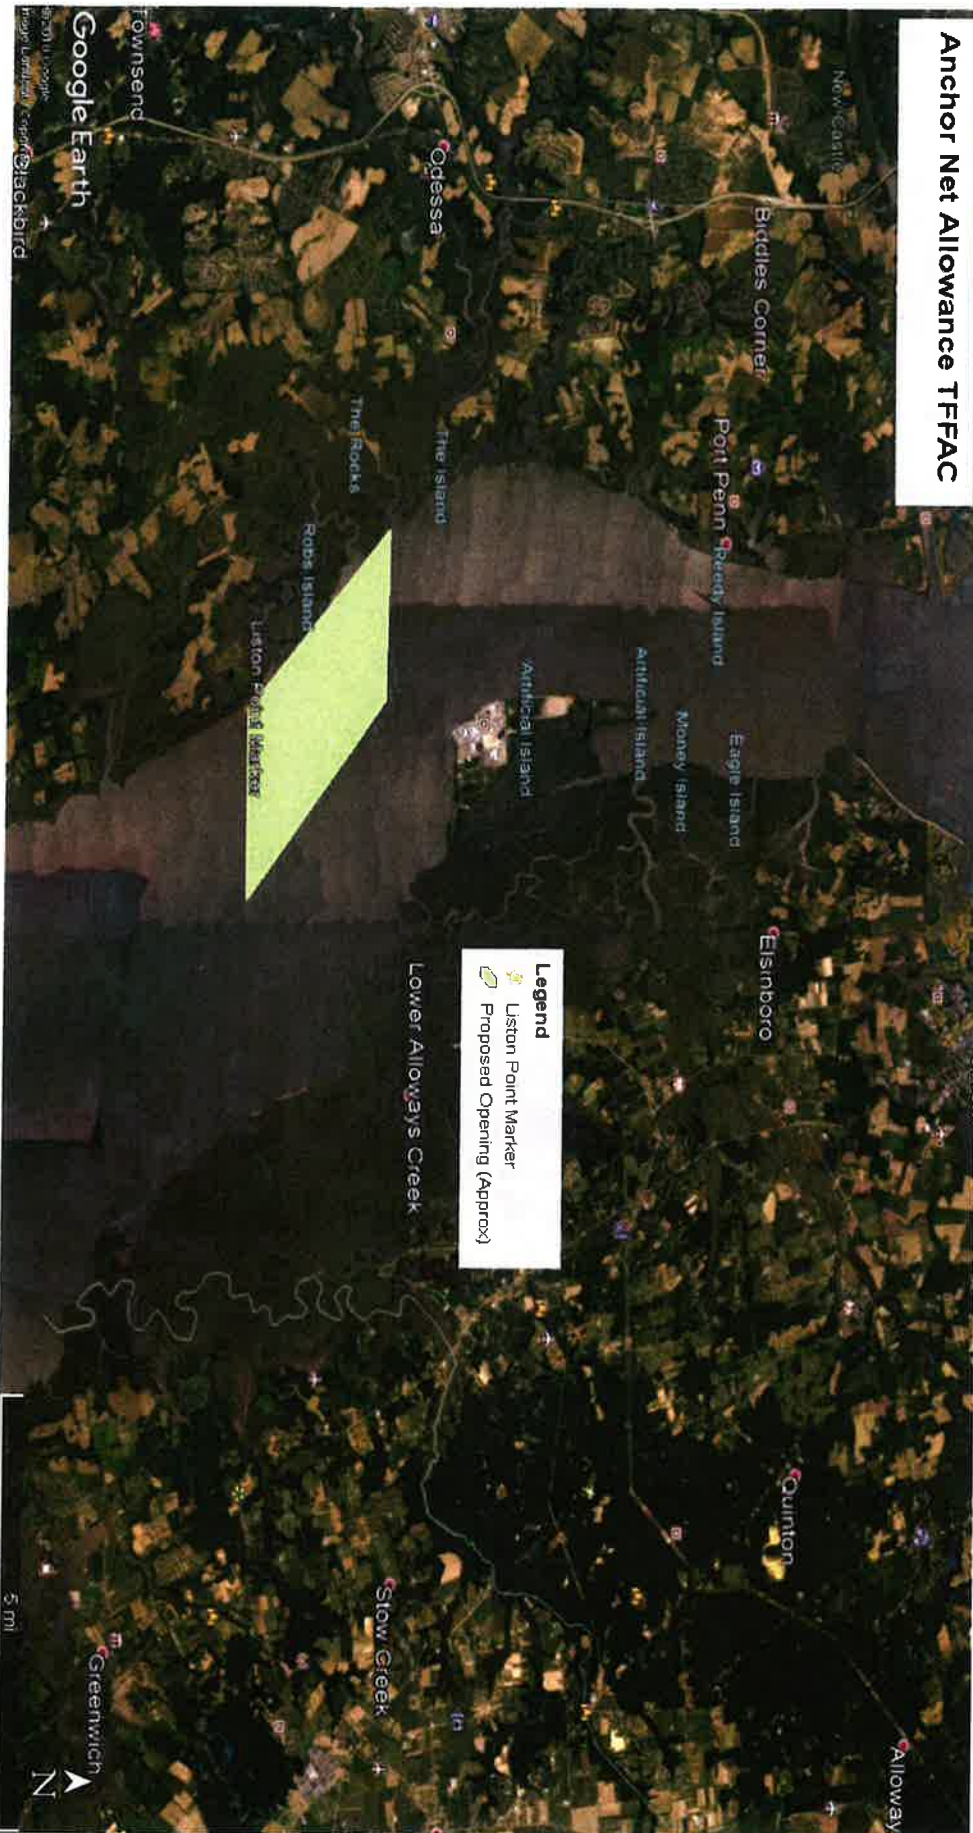 Anchor Net Allowance TFFAC
New Castle
Biddles Corner
Port Penn
Reedy Island
Eagle Island
Money Island
Artificial Island
Artificial Island
Elsinboro
Quinton
Alloway
Odessa
The Island
The Rocks
Robs Island
Liston Point Marker
Legend
Liston Point Marker
Proposed Opening (Approx)
Lower Alloways Creek
Stow Creek
Townsend
Google Earth
Blackbird
Greenwich
N
5 mi